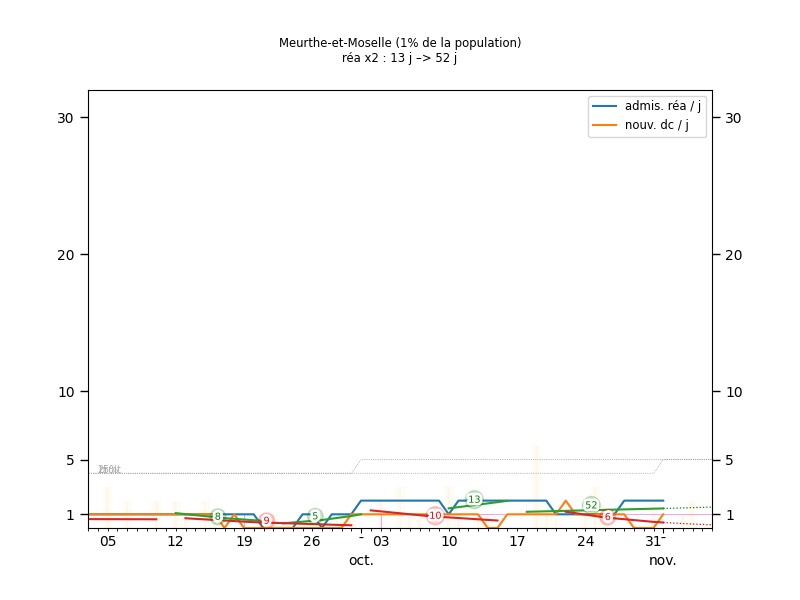 Meurthe-et-Moselle (1% de la population)
réa x2 : 13 j –> 52 j
admis. réa / j
nouv. dc / j
30 30
20 20
10 10
5 5
1 1
8 9 5 10 13 52 6
05 12 19 26 03 10 17 24 31
oct. nov.